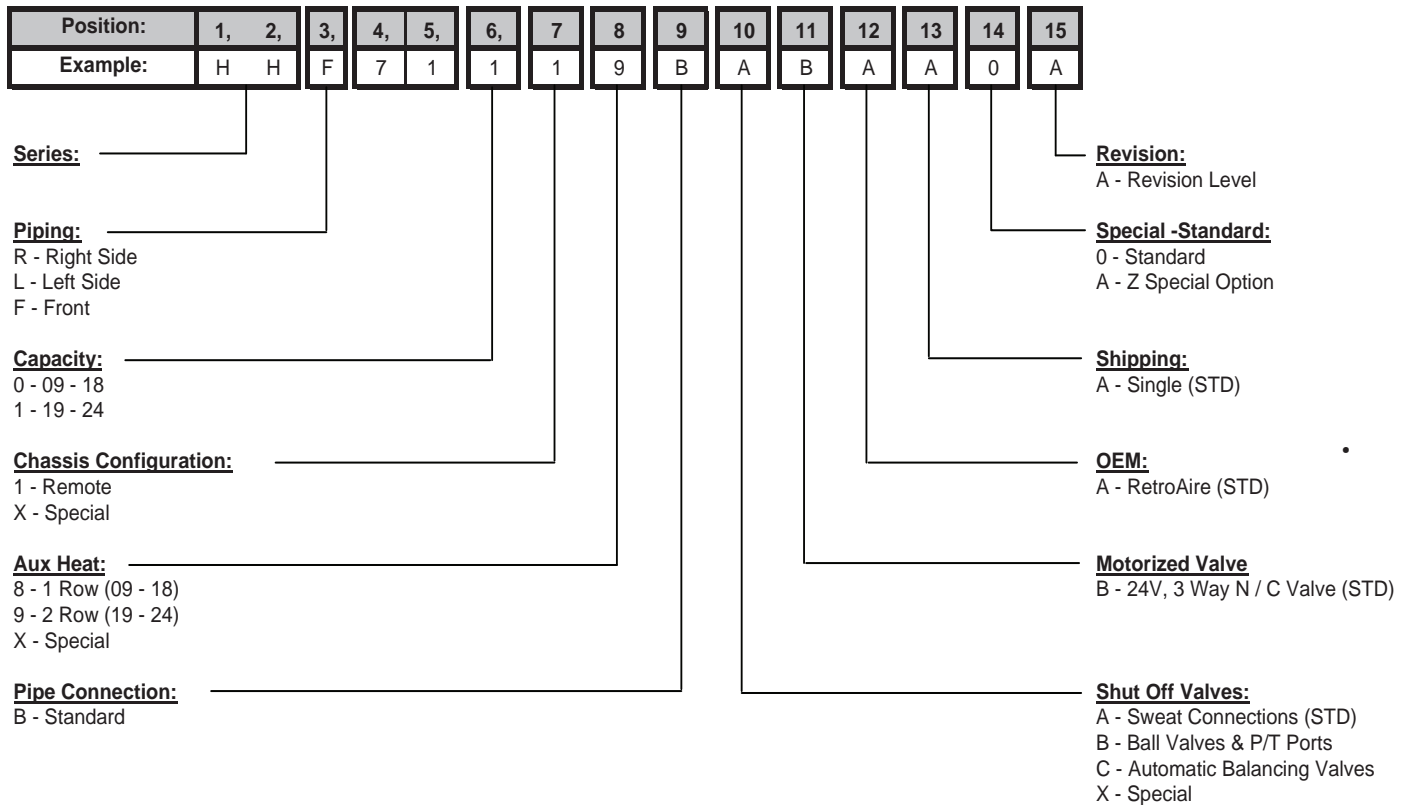 Position: 1, 2, 3, 4, 5, 6, 7 8 9 10 11 12 13 14 15
Example: H H F 7 1 1 1 9 B A B A A 0 A
Series:
Piping:
R - Right Side
L - Left Side
F - Front
Capacity:
0 - 09 - 18
1 - 19 - 24
Chassis Configuration:
1 - Remote
X - Special
Aux Heat:
8 - 1 Row (09 - 18)
9 - 2 Row (19 - 24)
X - Special
Pipe Connection:
B - Standard
Revision:
A - Revision Level
Special -Standard:
0 - Standard
A - Z Special Option
Shipping:
A - Single (STD)
OEM:
A - RetroAire (STD)
Motorized Valve
B - 24V, 3 Way N / C Valve (STD)
Shut Off Valves:
A - Sweat Connections (STD)
B - Ball Valves & P/T Ports
C - Automatic Balancing Valves
X - Special